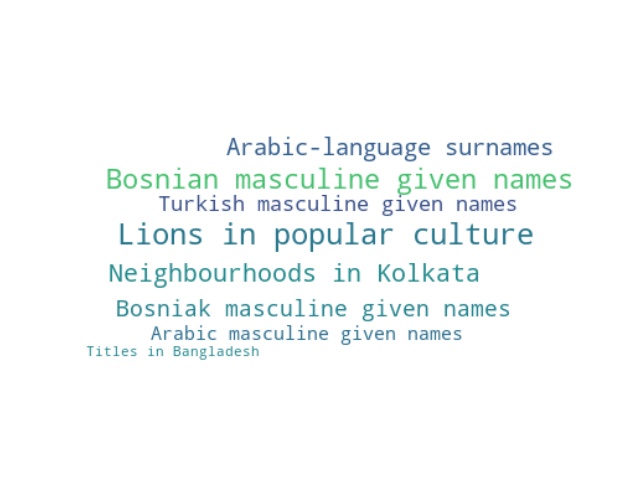 Arabic-language surnames
Bosnian masculine given names
Turkish masculine given names
Lions in popular culture
Neighbourhoods in Kolkata
Bosniak masculine given names
Arabic masculine given names
Titles in Bangladesh